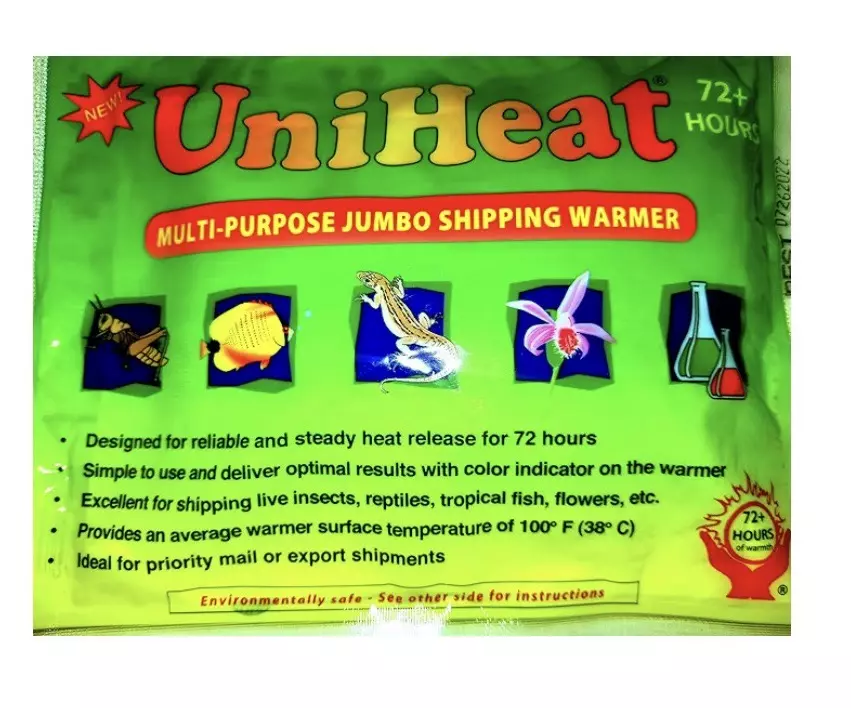 NEW!
UniHeat®
72+
HOURS
MULTI-PURPOSE JUMBO SHIPPING WARMER
07262022
• Designed for reliable and steady heat release for 72 hours
• Simple to use and deliver optimal results with color indicator on the warmer
• Excellent for shipping live insects, reptiles, tropical fish, flowers, etc.
• Provides an average warmer surface temperature of 100º F (38º C)
• Ideal for priority mail or export shipments
72+
HOURS
of warmth
®
Environmentally safe - See other side for instructions